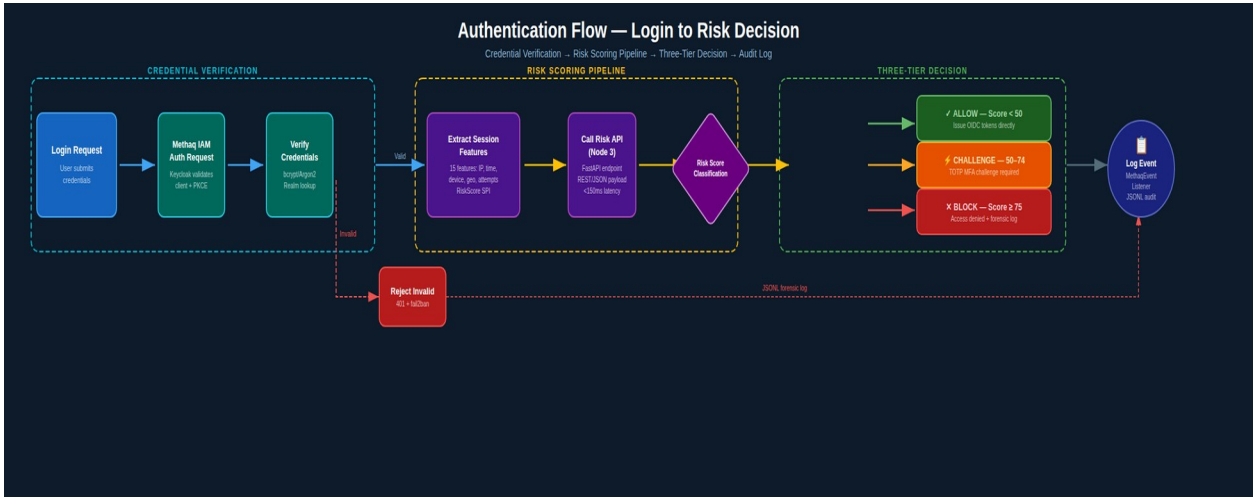 Authentication Flow — Login to Risk Decision
Credential Verification → Risk Scoring Pipeline → Three-Tier Decision → Audit Log
CREDENTIAL VERIFICATION
Login Request
User submits
credentials
Methaq IAM
Auth Request
Keycloak validates
client + PKCE
Verify
Credentials
bcrypt/Argon2
Realm lookup
Valid
Invalid
Reject Invalid
401 + fail2ban
RISK SCORING PIPELINE
Extract Session
Features
15 features: IP, time,
device, geo, attempts
RiskScore SPI
Call Risk API
(Node 3)
FastAPI endpoint
REST/JSON payload
<150ms latency
Risk Score
Classification
THREE-TIER DECISION
✓ ALLOW — Score < 50
Issue OIDC tokens directly
⚡ CHALLENGE — 50–74
TOTP MFA challenge required
✕ BLOCK — Score ≥ 75
Access denied + forensic log
Log Event
MethaqEvent
Listener
JSONL audit
JSONL forensic log